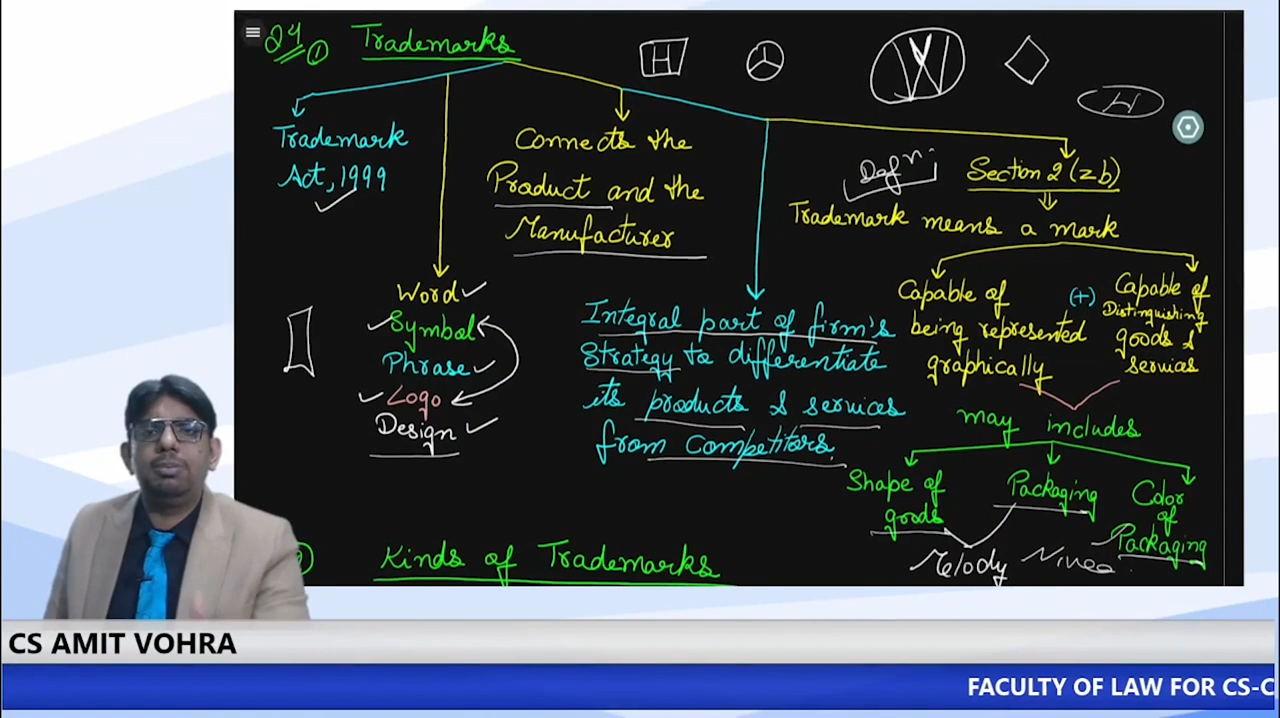 24 ① Trademarks
H
W
H
Trademark
Act, 1999
Connects the
Product and the
Manufacturer
Defⁿ:
Section 2 (zb)
Trademark means a mark
Word
Symbol
Phrase
Logo
Design
Integral part of firm's
Strategy to differentiate
its products & services
from competitors.
Capable of
being represented
graphically
(+)
Capable of
Distinguishing
goods &
services
may includes
Shape of
goods
Packaging
Color
of
Packaging
Melody
Nivea
Kinds of Trademarks
CS AMIT VOHRA
FACULTY OF LAW FOR CS-C